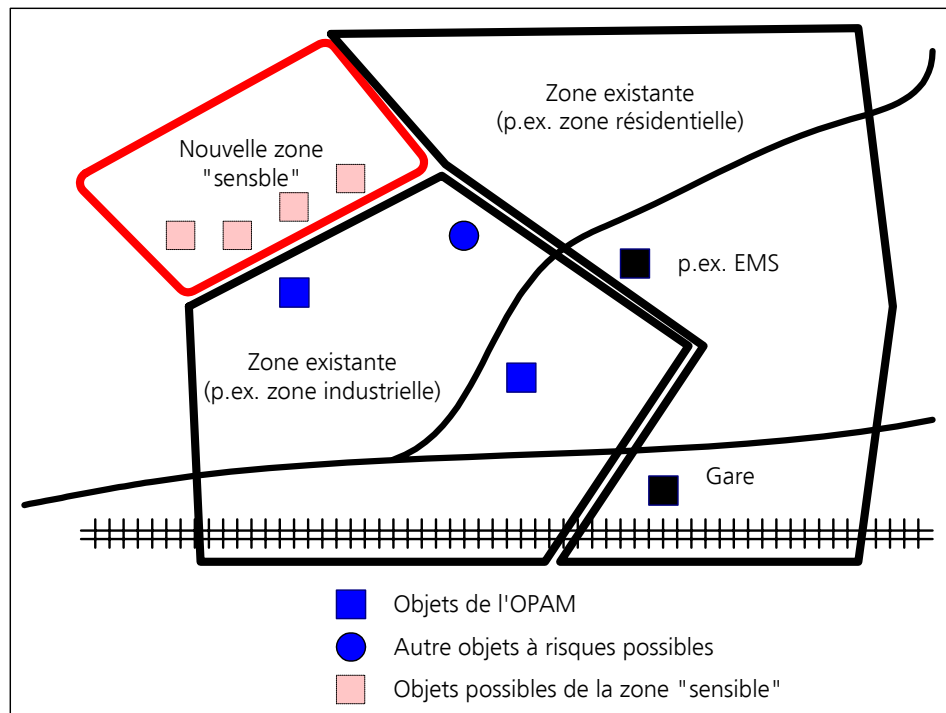 Zone existante
(p.ex. zone résidentielle)
Nouvelle zone
"sensble"
p.ex. EMS
Zone existante
(p.ex. zone industrielle)
Gare
Objets de l'OPAM
Autre objets à risques possibles
Objets possibles de la zone "sensible"